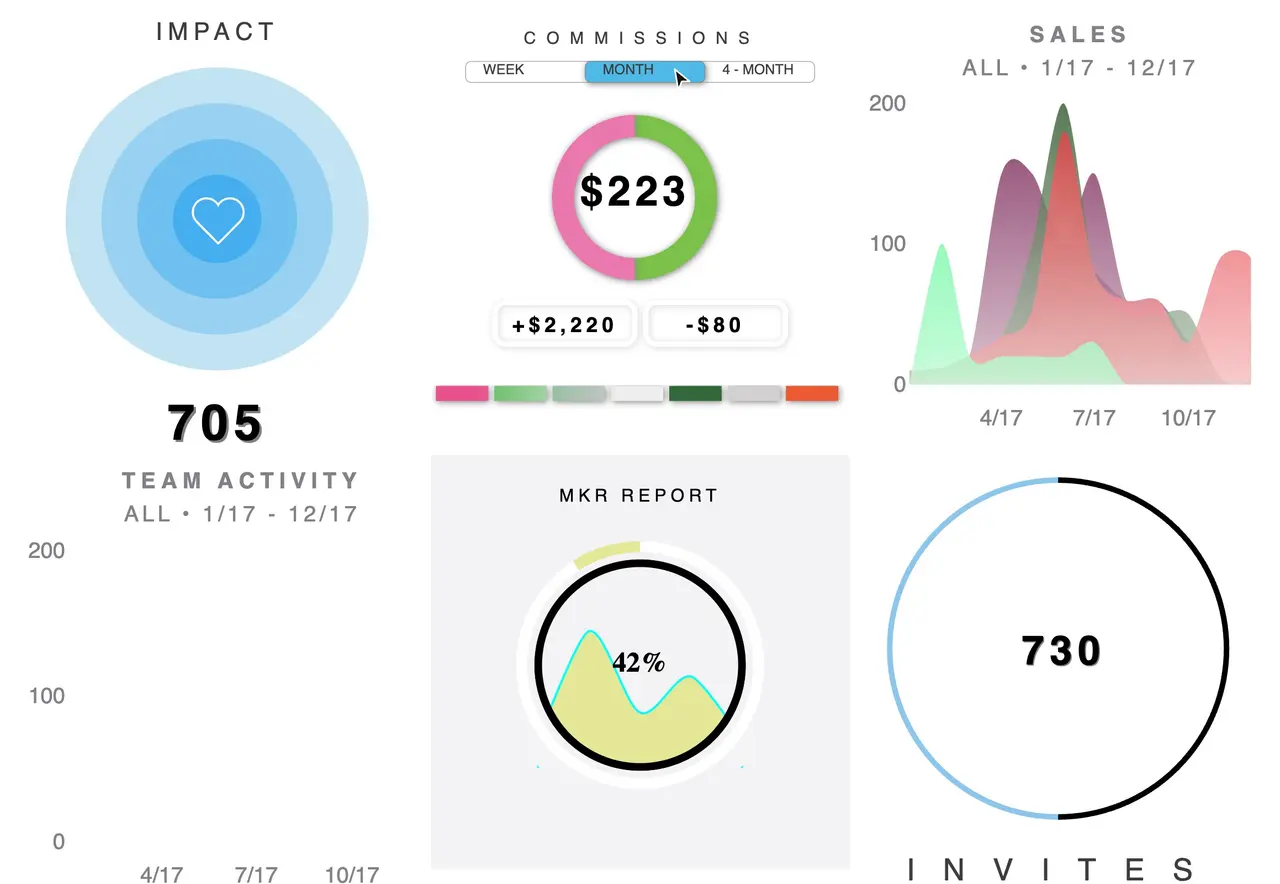 IMPACT
705
TEAM ACTIVITY
ALL • 1/17 - 12/17
200
100
0
4/17 7/17 10/17
COMMISSIONS
WEEK MONTH 4 - MONTH
$223
+$2,220 -$80
MKR REPORT
42%
SALES
ALL • 1/17 - 12/17
200
100
0
4/17 7/17 10/17
730
INVITES